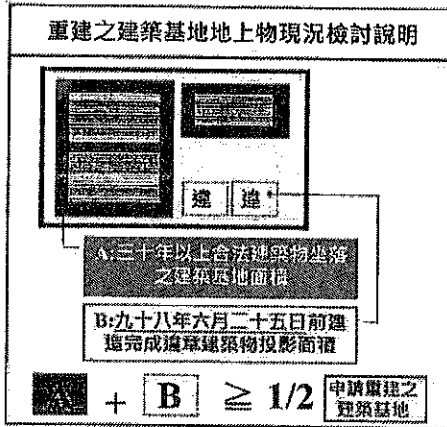 重建之建築基地地上物現況檢討說明
違 違
A:三十年以上合法建築物坐落
之建築基地面積
B:九十八年六月二十五日前建
造完成違章建築物投影面積
A + B ≧ 1/2 申請重建之
建築基地